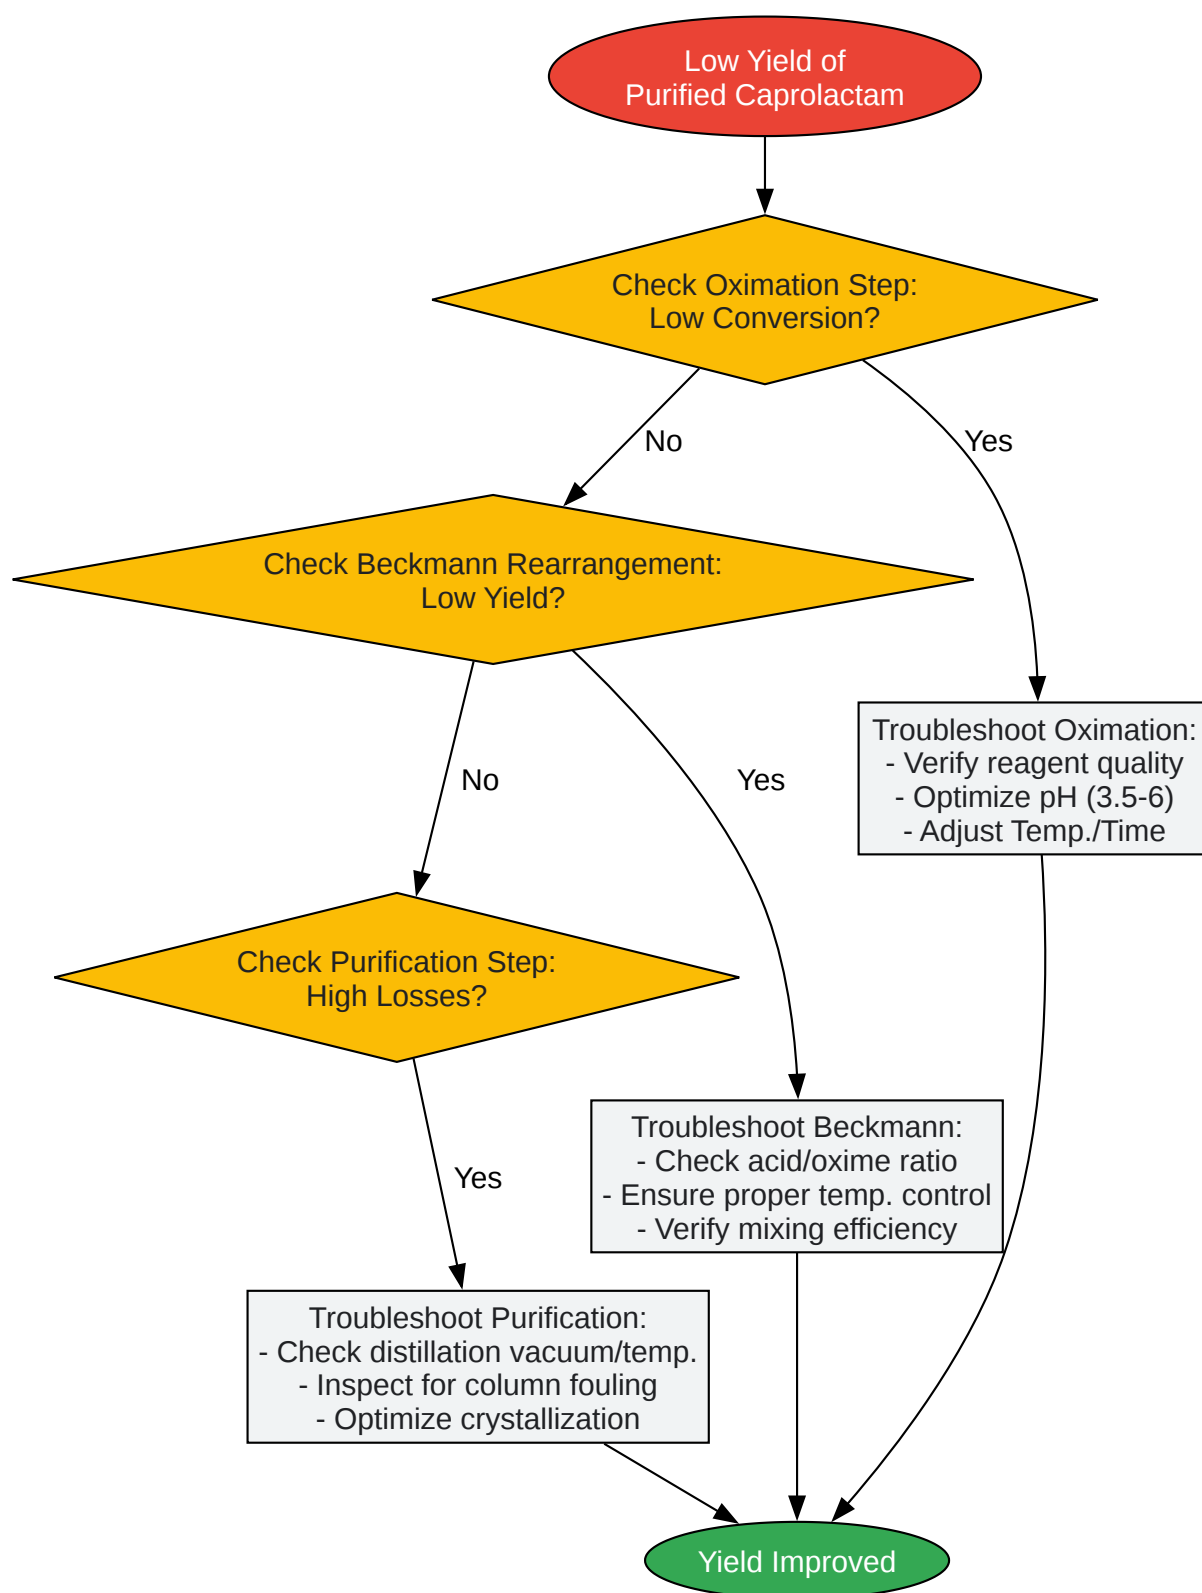 Low Yield of
Purified Caprolactam
Check Oximation Step:
Low Conversion?
No
Yes
Check Beckmann Rearrangement:
Low Yield?
No
Yes
Troubleshoot Oximation:
- Verify reagent quality
- Optimize pH (3.5-6)
- Adjust Temp./Time
Check Purification Step:
High Losses?
Yes
Troubleshoot Beckmann:
- Check acid/oxime ratio
- Ensure proper temp. control
- Verify mixing efficiency
Troubleshoot Purification:
- Check distillation vacuum/temp.
- Inspect for column fouling
- Optimize crystallization
Yield Improved